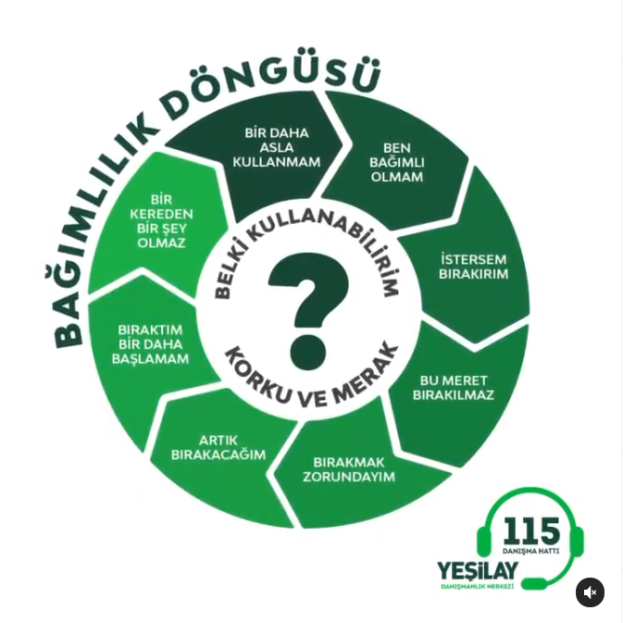 BAĞIMLILIK DÖNGÜSÜ
BİR DAHA
ASLA
KULLANMAM
BEN
BAĞIMLI
OLMAM
İSTERSEM
BIRAKIRIM
BU MERET
BIRAKILMAZ
BIRAKMAK
ZORUNDAYIM
ARTIK
BIRAKACAĞIM
BIRAKTIM
BİR DAHA
BAŞLAMAM
BİR
KEREDEN
BİR ŞEY
OLMAZ
BELKİ KULLANABİLİRİM
?
KORKU VE MERAK
115
DANIŞMA HATTI
YEŞİLAY
DANIŞMANLIK MERKEZİ